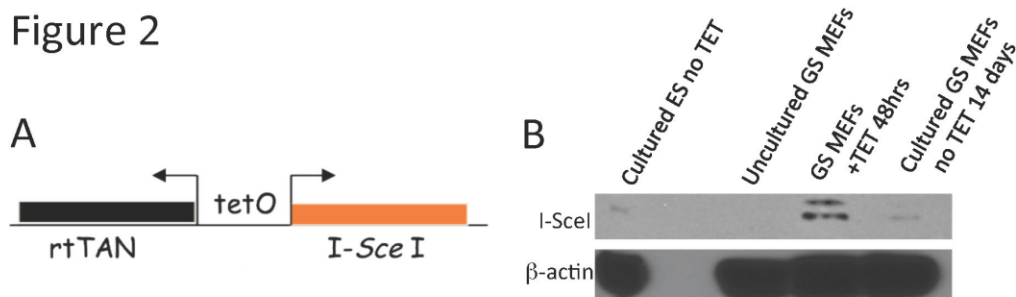 Figure 2
A
tetO
rtTAN
I-Sce I
B
Cultured ES no TET
Uncultured GS MEFs
GS MEFs
+TET 48hrs
Cultured GS MEFs
no TET 14 days
I-SceI
β-actin